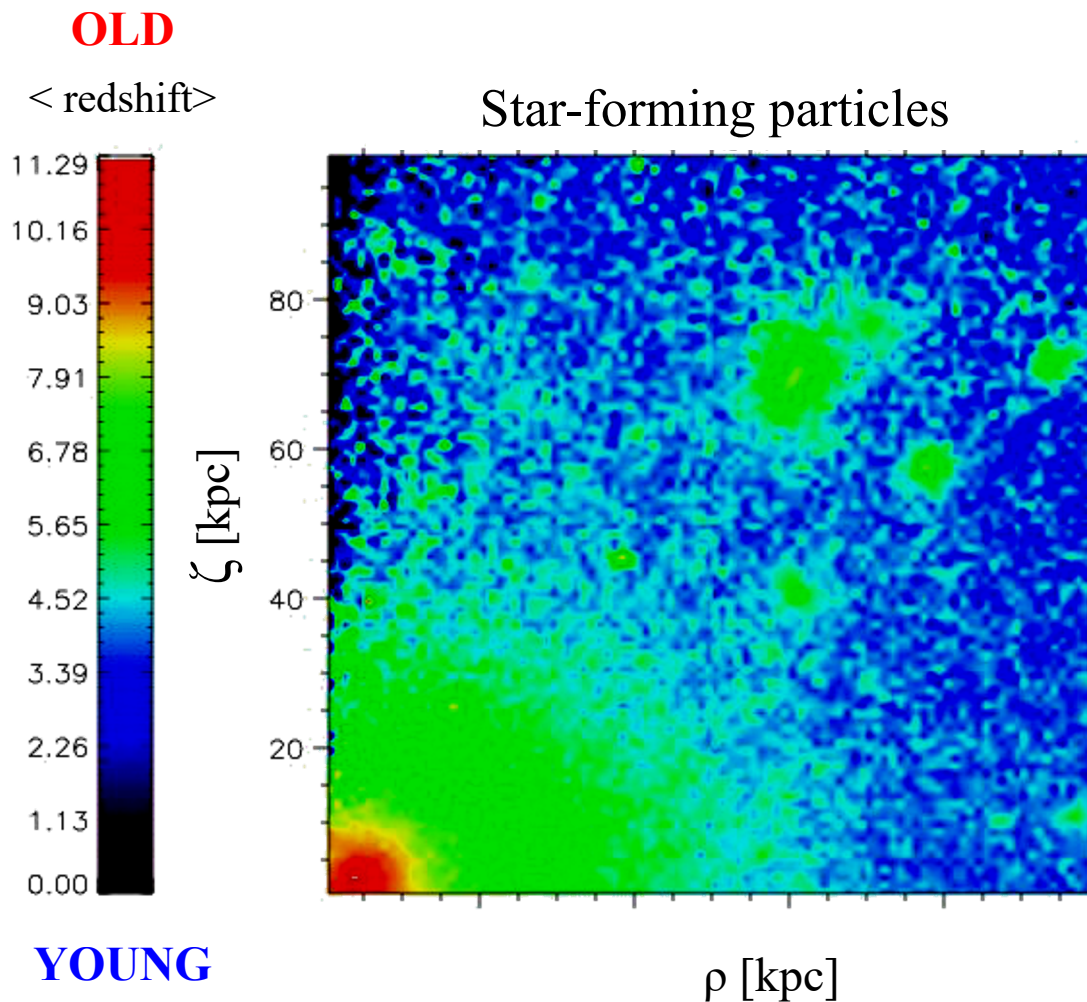 OLD
< redshift>
Star-forming particles
11.29
10.16
9.03
7.91
6.78
5.65
4.52
3.39
2.26
1.13
0.00
ζ [kpc]
80
60
40
20
YOUNG
ρ [kpc]